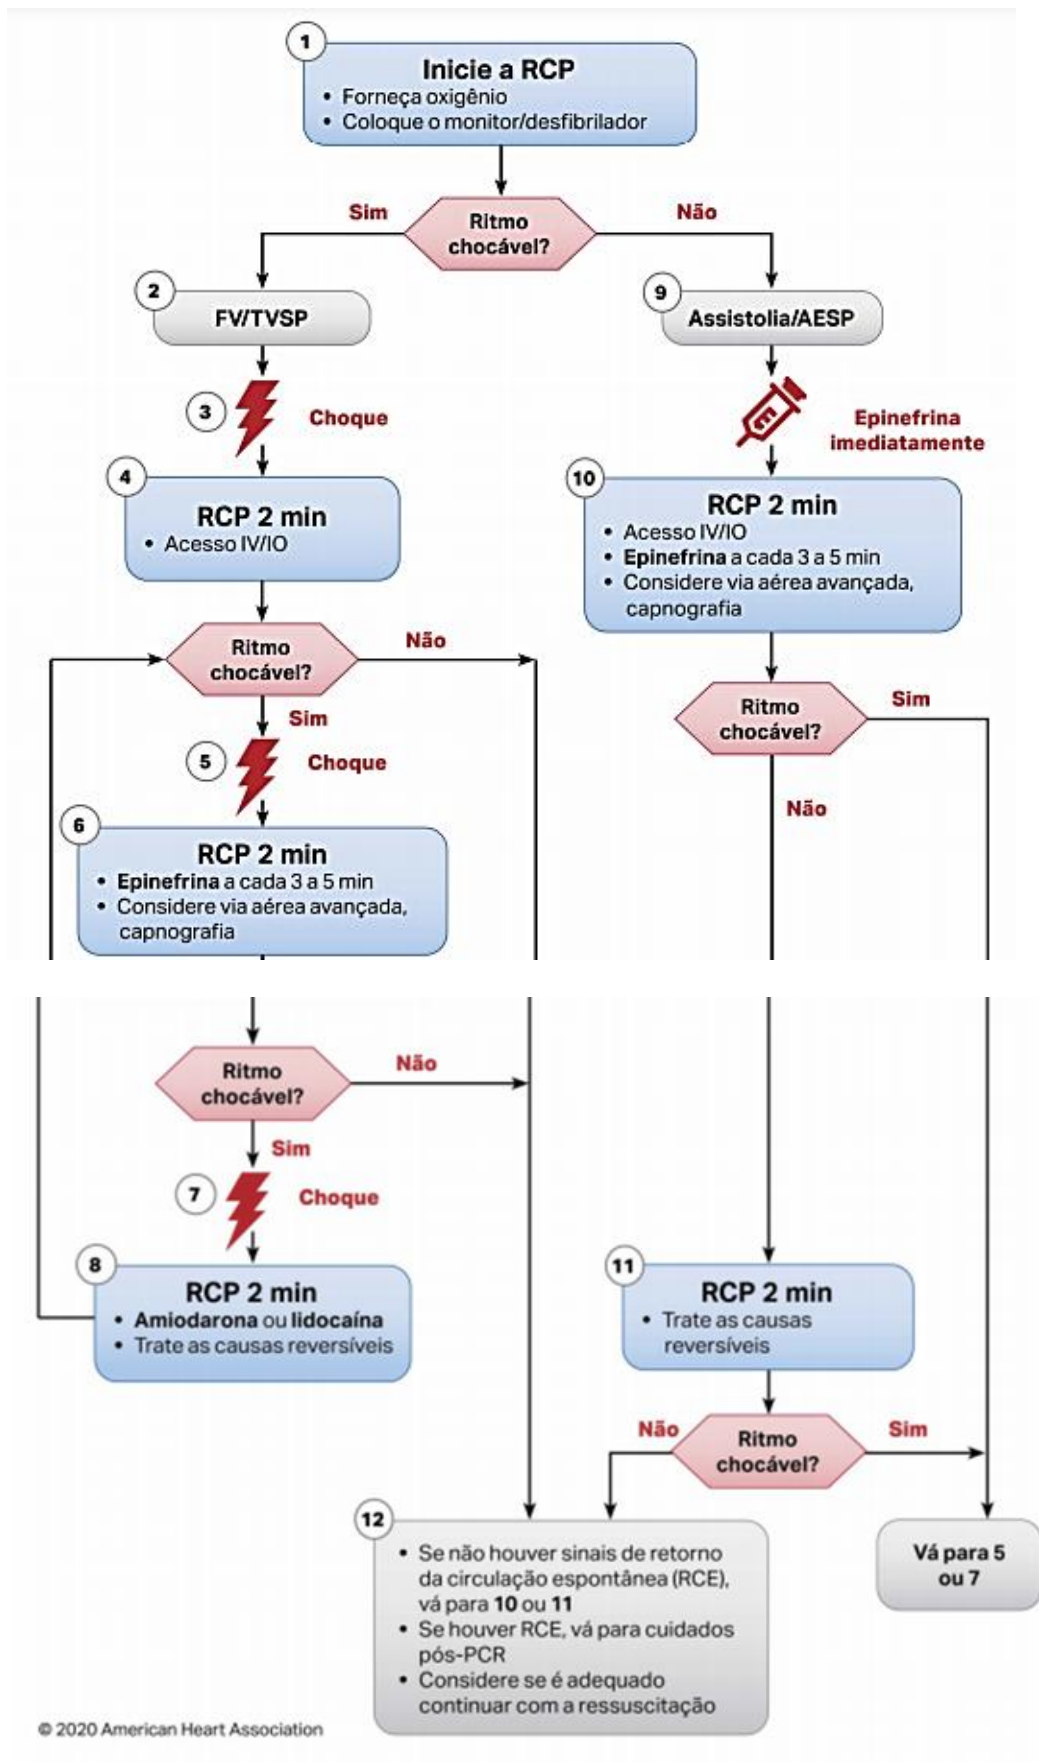 1
Inicie a RCP
• Forneça oxigênio
• Coloque o monitor/desfibrilador
Sim
Ritmo
chocável?
Não
2
FV/TVSP
9
Assistolia/AESP
3
Choque
Epinefrina
imediatamente
4
RCP 2 min
• Acesso IV/IO
10
RCP 2 min
• Acesso IV/IO
• Epinefrina a cada 3 a 5 min
• Considere via aérea avançada,
capnografia
Ritmo
chocável?
Não
Sim
Ritmo
chocável?
Sim
Não
5
Choque
6
RCP 2 min
• Epinefrina a cada 3 a 5 min
• Considere via aérea avançada,
capnografia
Ritmo
chocável?
Não
Sim
7
Choque
8
RCP 2 min
• Amiodarona ou lidocaína
• Trate as causas reversíveis
11
RCP 2 min
• Trate as causas
reversíveis
Não
Ritmo
chocável?
Sim
12
• Se não houver sinais de retorno
da circulação espontânea (RCE),
vá para 10 ou 11
• Se houver RCE, vá para cuidados
pós-PCR
• Considere se é adequado
continuar com a ressuscitação
Vá para 5
ou 7
© 2020 American Heart Association